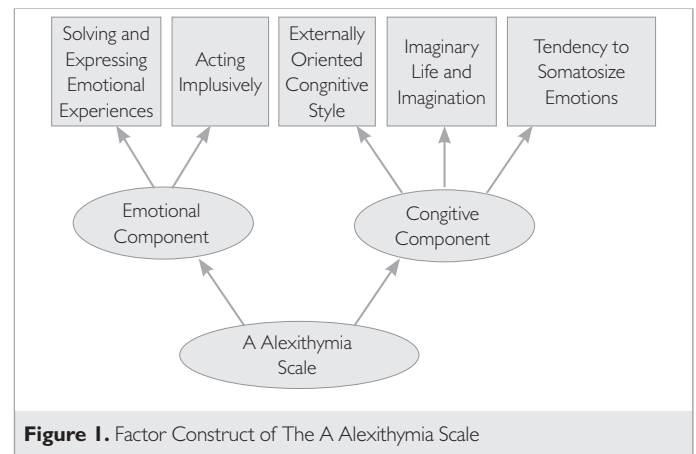 Solving and
Expressing
Emotional
Experiences
Acting
Implusively
Externally
Oriented
Congnitive
Style
Imaginary
Life and
Imagination
Tendency to
Somatosize
Emotions
Emotional
Component
Congitive
Component
A Alexithymia
Scale
Figure 1. Factor Construct of The A Alexithymia Scale